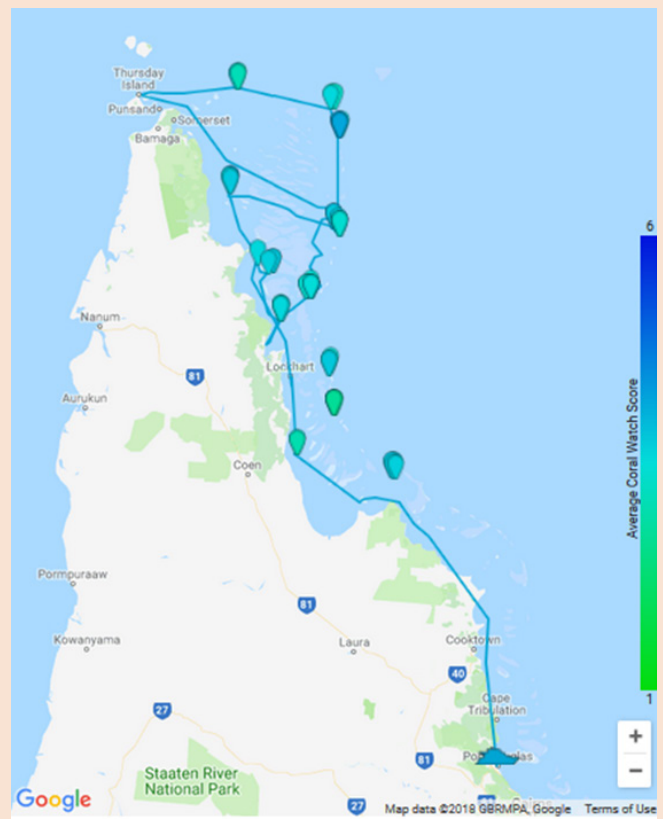 Thursday
Island
Punsando
Somerset
Bamaga
6
Nanum
81
Lockhart
Aurukun
Average Coral Watch Score
Coen
Pormpuraaw
81
Laura
Kowanyama
Cooktown
40
Cape
Tribulation
27
1
81
Staaten River
National Park
+
−
Google
27
Map data ©2018 GBRMPA, Google
Terms of Use